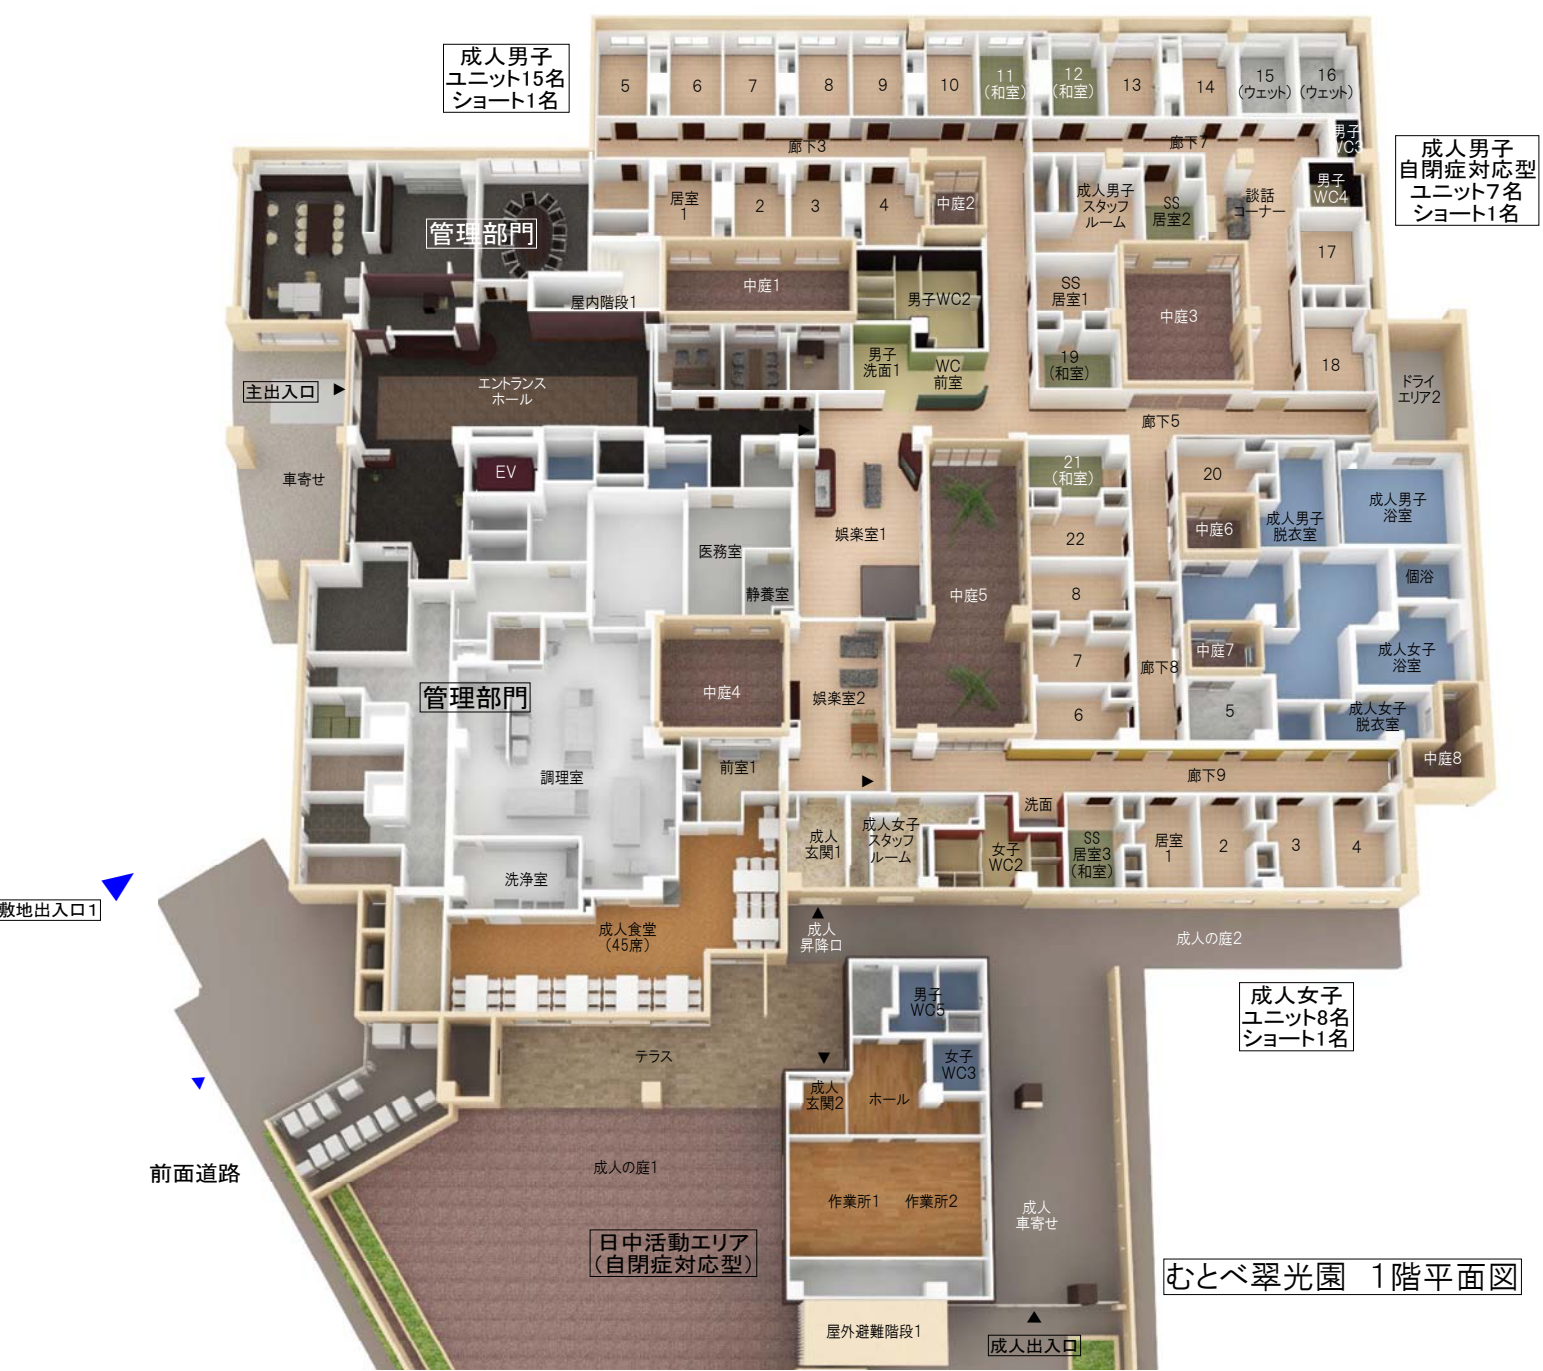 成人男子
ユニット15名
ショート1名
5
6
7
8
9
10
11
(和室)
12
(和室)
13
14
15
(ウェット)
16
(ウェット)
廊下3
廊下7
男子
WC3
成人男子
自閉症対応型
ユニット7名
ショート1名
管理部門
居室
1
2
3
4
中庭2
成人男子
スタッフ
ルーム
SS
居室2
談話
コーナー
男子
WC4
17
屋内階段1
中庭1
男子WC2
SS
居室1
中庭3
主出入口
エントランス
ホール
男子
洗面1
WC
前室
19
(和室)
18
ドライ
エリア2
廊下5
車寄せ
EV
21
(和室)
20
成人男子
脱衣室
成人男子
浴室
娯楽室1
22
中庭6
医務室
静養室
中庭5
8
個浴
管理部門
中庭4
娯楽室2
7
廊下8
中庭7
成人女子
浴室
6
5
成人女子
脱衣室
調理室
前室1
廊下9
中庭8
洗面
成人
玄関1
成人女子
スタッフ
ルーム
女子
WC2
SS
居室3
(和室)
居室
1
2
3
4
洗浄室
敷地出入口1
成人食堂
(45席)
成人
昇降口
成人の庭2
成人女子
ユニット8名
ショート1名
男子
WC5
テラス
女子
WC3
成人
玄関2
ホール
前面道路
成人の庭1
作業所1
作業所2
成人
車寄せ
日中活動エリア
(自閉症対応型)
むとべ翠光園 1階平面図
屋外避難階段1
成人出入口